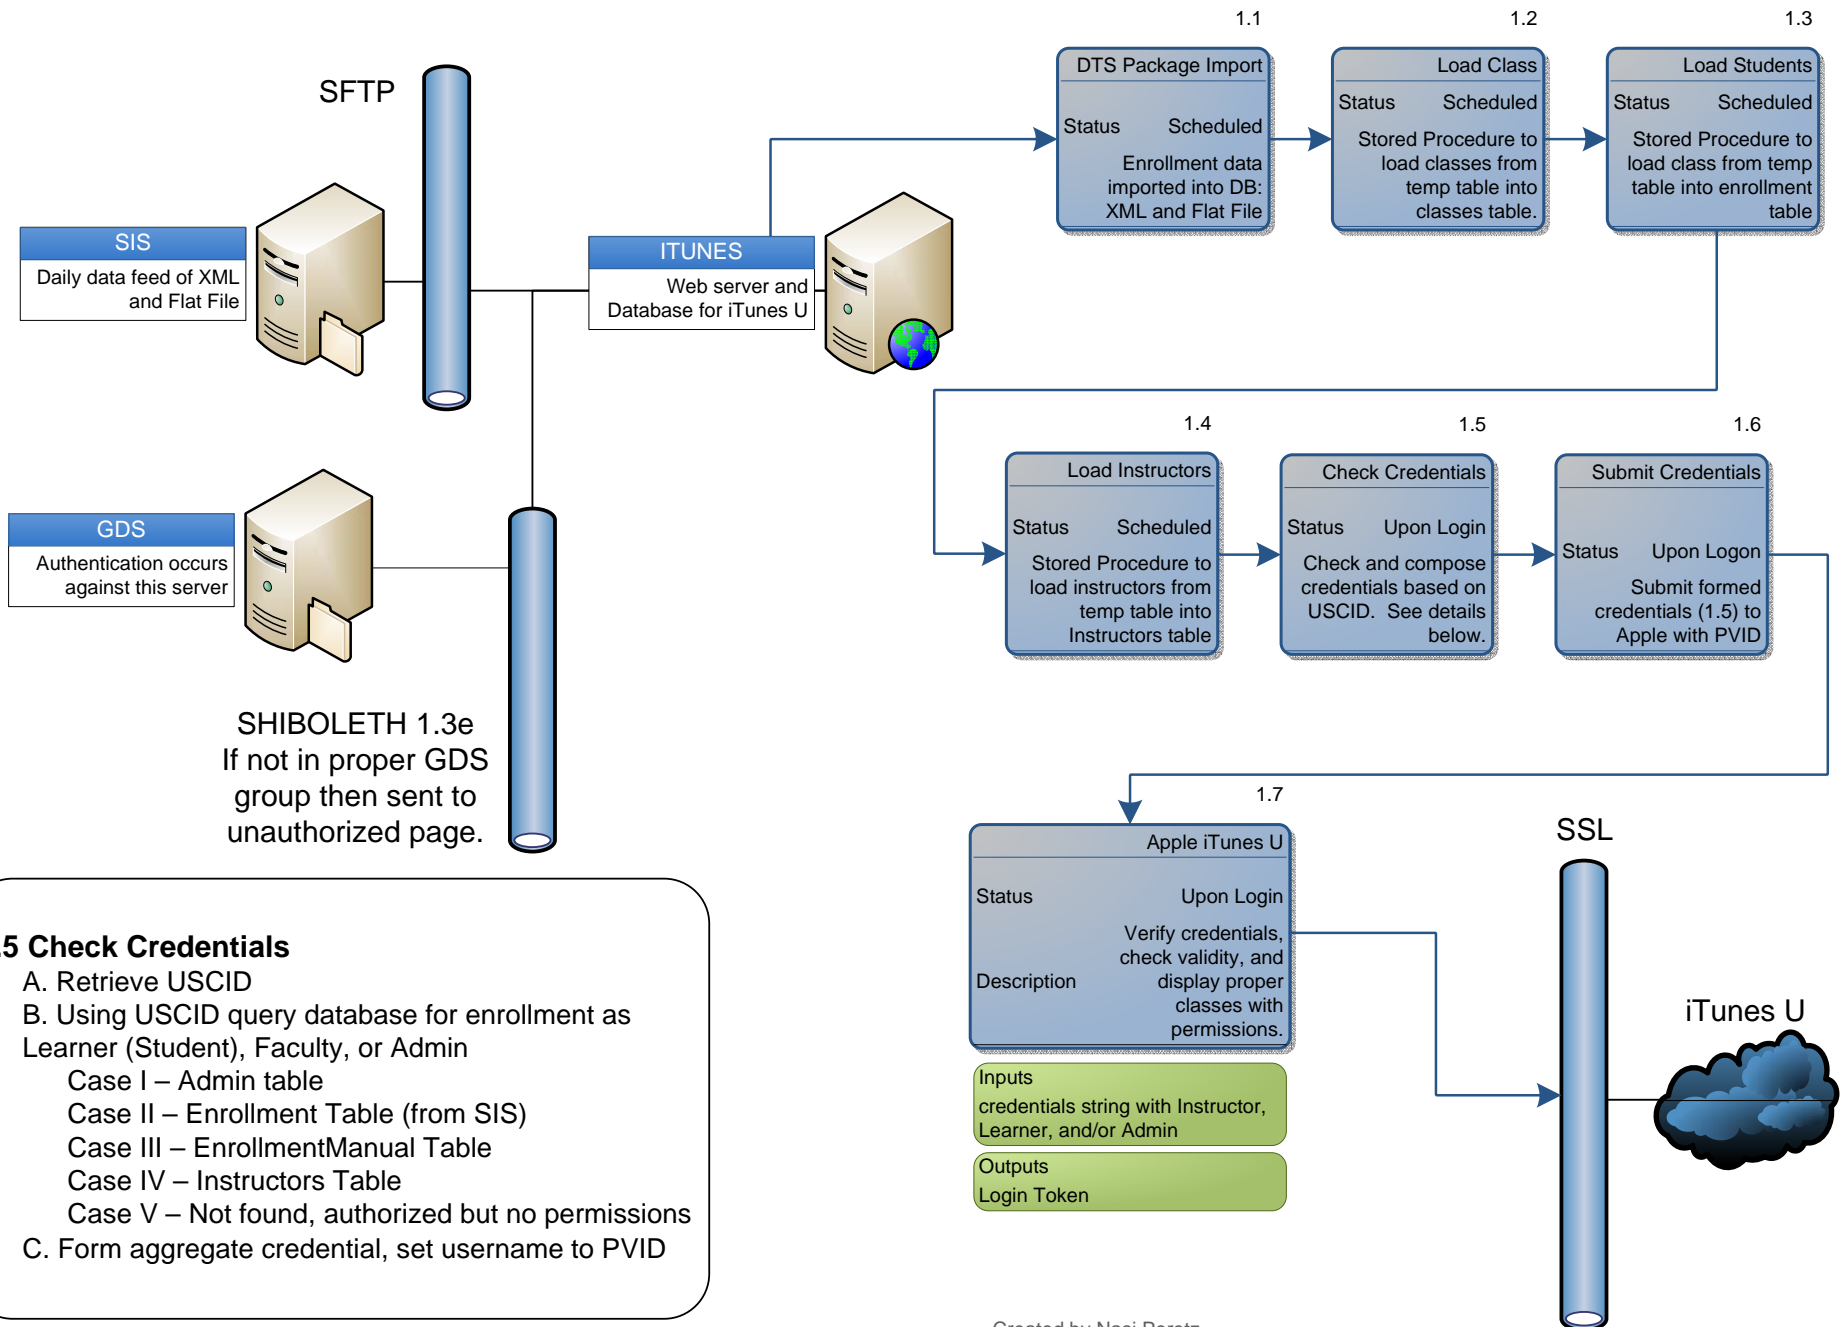 SFTP
SIS
Daily data feed of XML
and Flat File
ITUNES
Web server and
Database for iTunes U
GDS
Authentication occurs
against this server
SHIBOLETH 1.3e
If not in proper GDS
group then sent to
unauthorized page.
1.1
DTS Package Import
Status Scheduled
Enrollment data
imported into DB:
XML and Flat File
1.2
Load Class
Status Scheduled
Stored Procedure to
load classes from
temp table into
classes table.
1.3
Load Students
Status Scheduled
Stored Procedure to
load class from temp
table into enrollment
table
1.4
Load Instructors
Status Scheduled
Stored Procedure to
load instructors from
temp table into
Instructors table
1.5
Check Credentials
Status Upon Login
Check and compose
credentials based on
USCID. See details
below.
1.6
Submit Credentials
Status Upon Logon
Submit formed
credentials (1.5) to
Apple with PVID
1.7
Apple iTunes U
Status Upon Login
Description Verify credentials,
check validity, and
display proper
classes with
permissions.
Inputs
credentials string with Instructor,
Learner, and/or Admin
Outputs
Login Token
SSL
iTunes U
.5 Check Credentials
A. Retrieve USCID
B. Using USCID query database for enrollment as
Learner (Student), Faculty, or Admin
Case I – Admin table
Case II – Enrollment Table (from SIS)
Case III – EnrollmentManual Table
Case IV – Instructors Table
Case V – Not found, authorized but no permissions
C. Form aggregate credential, set username to PVID
Created by